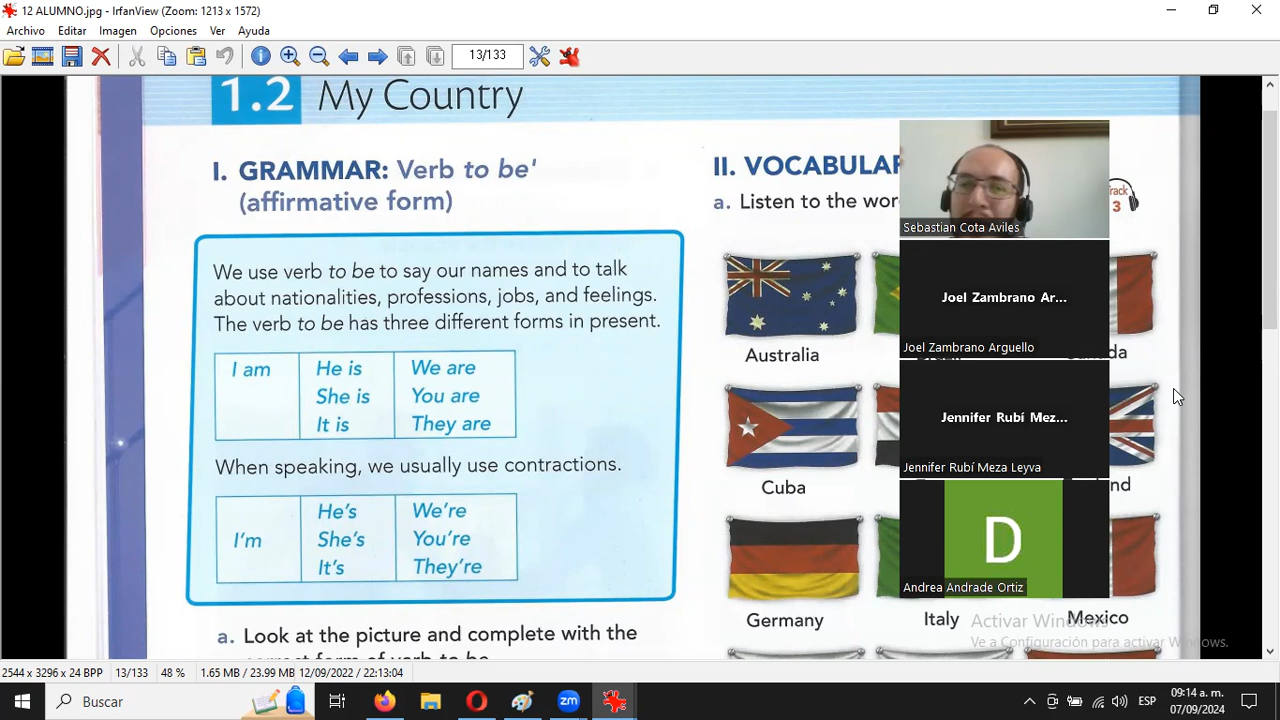 12 ALUMNO.jpg - IrfanView (Zoom: 1213 x 1572)
Archivo Editar Imagen Opciones Ver Ayuda
13/133
1.2 My Country
I. GRAMMAR: Verb to be'
(affirmative form)
We use verb to be to say our names and to talk
about nationalities, professions, jobs, and feelings.
The verb to be has three different forms in present.
I am He is We are
She is You are
It is They are
When speaking, we usually use contractions.
He's We're
I'm She's You're
It's They're
a. Look at the picture and complete with the
II. VOCABULAR
a. Listen to the wor
Track
3
Australia
Cuba
Germany
Italy
Mexico
Sebastian Cota Aviles
Joel Zambrano Ar...
Joel Zambrano Arguello
Jennifer Rubí Mez...
Jennifer Rubí Meza Leyva
D
Andrea Andrade Ortiz
Activar Windows
Ve a Configuración para activar Windows.
2544 x 3296 x 24 BPP 13/133 48 % 1.65 MB / 23.99 MB 12/09/2022 / 22:13:04
Buscar
zm
ESP
09:14 a. m.
07/09/2024